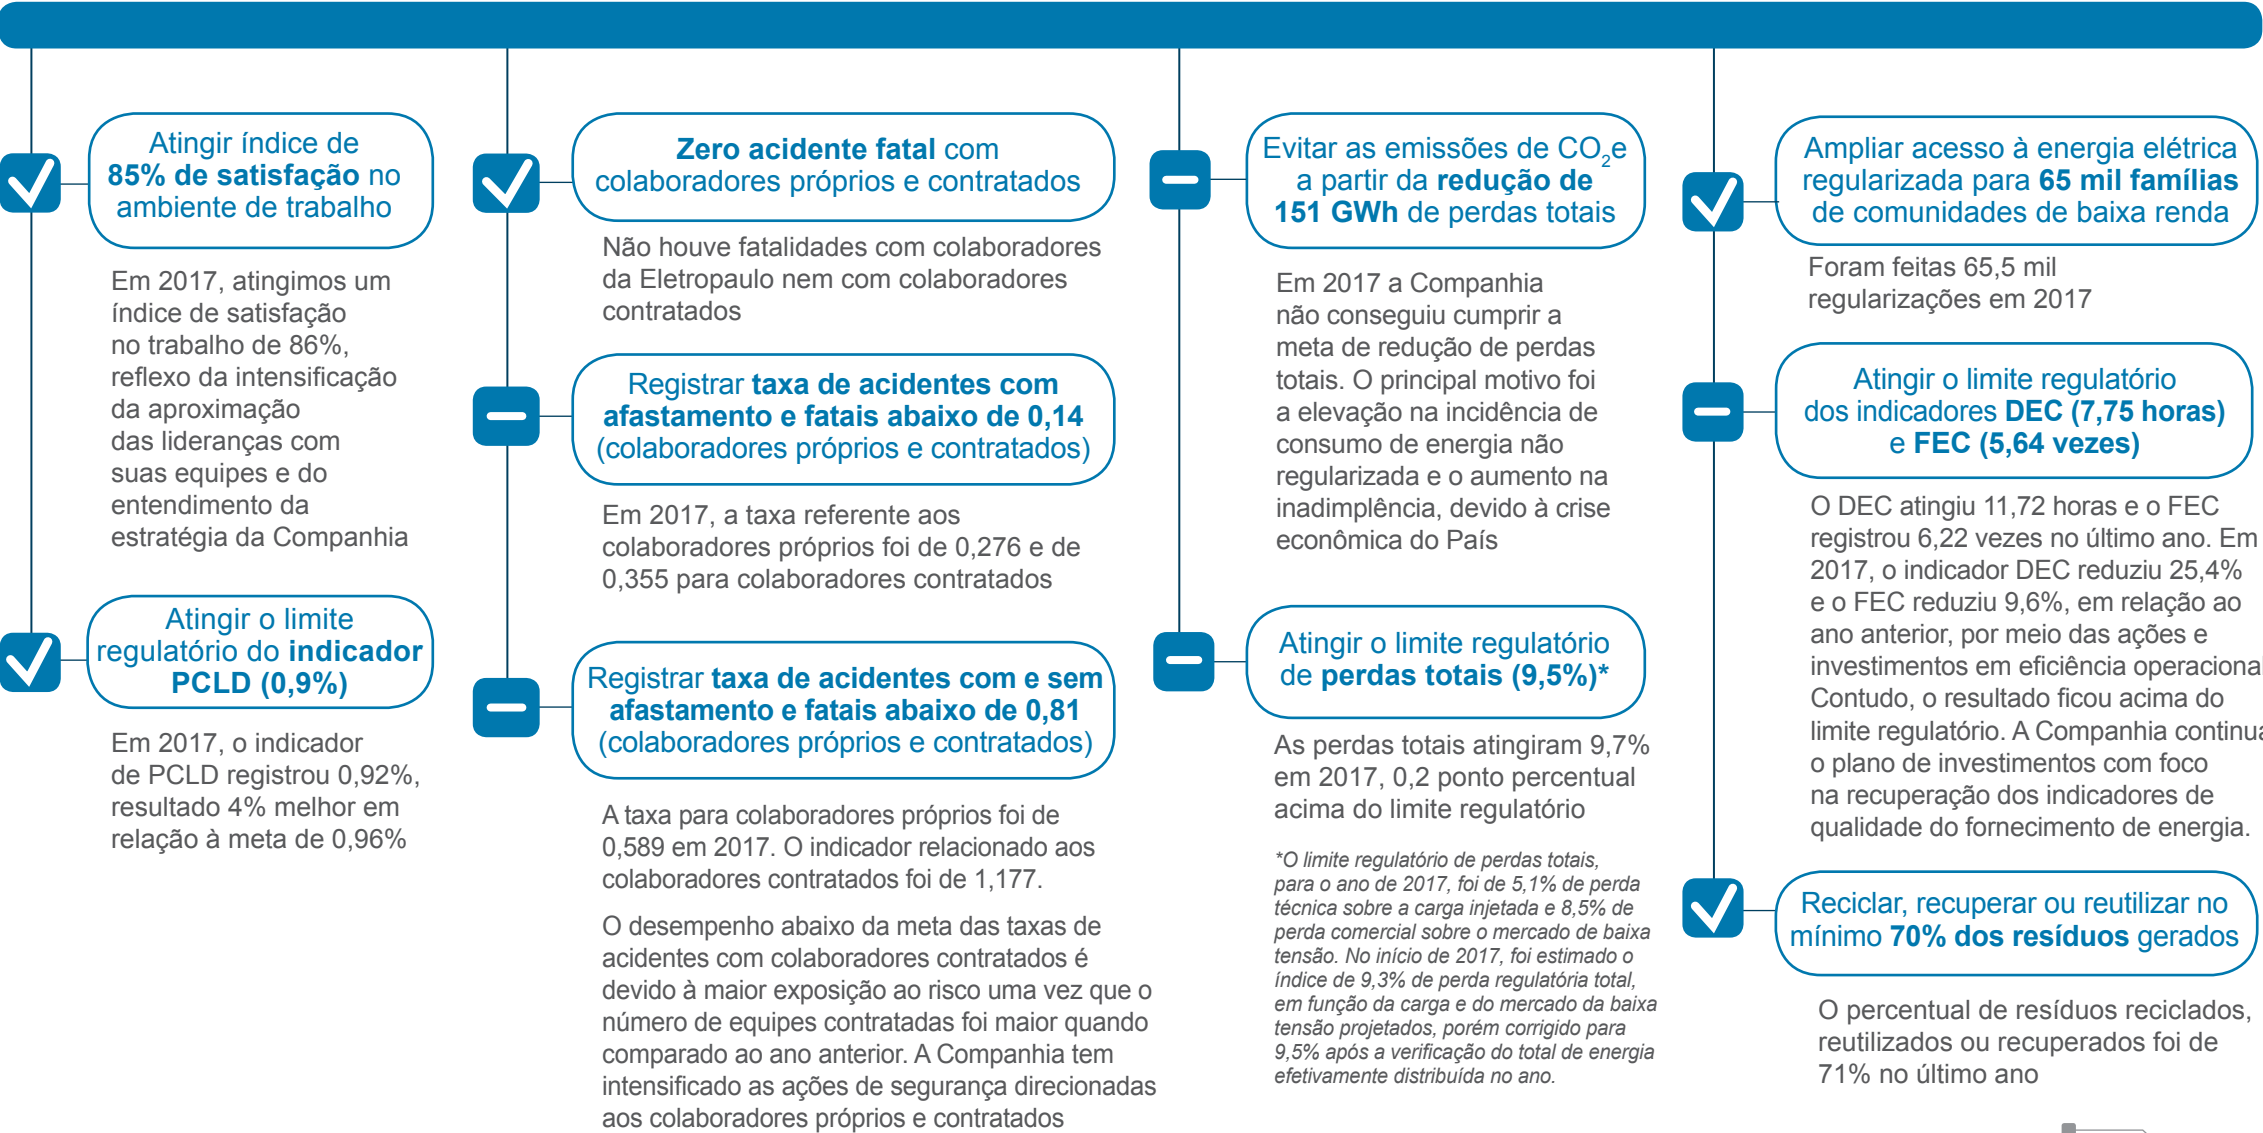 Atingir índice de
85% de satisfação no
ambiente de trabalho
Em 2017, atingimos um
índice de satisfação
no trabalho de 86%,
reflexo da intensificação
da aproximação
das lideranças com
suas equipes e do
entendimento da
estratégia da Companhia
Atingir o limite
regulatório do indicador
PCLD (0,9%)
Em 2017, o indicador
de PCLD registrou 0,92%,
resultado 4% melhor em
relação à meta de 0,96%
Zero acidente fatal com
colaboradores próprios e contratados
Não houve fatalidades com colaboradores
da Eletropaulo nem com colaboradores
contratados
Registrar taxa de acidentes com
afastamento e fatais abaixo de 0,14
(colaboradores próprios e contratados)
Em 2017, a taxa referente aos
colaboradores próprios foi de 0,276 e de
0,355 para colaboradores contratados
Registrar taxa de acidentes com e sem
afastamento e fatais abaixo de 0,81
(colaboradores próprios e contratados)
A taxa para colaboradores próprios foi de
0,589 em 2017. O indicador relacionado aos
colaboradores contratados foi de 1,177.
O desempenho abaixo da meta das taxas de
acidentes com colaboradores contratados é
devido à maior exposição ao risco uma vez que o
número de equipes contratadas foi maior quando
comparado ao ano anterior. A Companhia tem
intensificado as ações de segurança direcionadas
aos colaboradores próprios e contratados
Evitar as emissões de CO₂e
a partir da redução de
151 GWh de perdas totais
Em 2017 a Companhia
não conseguiu cumprir a
meta de redução de perdas
totais. O principal motivo foi
a elevação na incidência de
consumo de energia não
regularizada e o aumento na
inadimplência, devido à crise
econômica do País
Atingir o limite regulatório
de perdas totais (9,5%)*
As perdas totais atingiram 9,7%
em 2017, 0,2 ponto percentual
acima do limite regulatório
*O limite regulatório de perdas totais,
para o ano de 2017, foi de 5,1% de perda
técnica sobre a carga injetada e 8,5% de
perda comercial sobre o mercado de baixa
tensão. No início de 2017, foi estimado o
índice de 9,3% de perda regulatória total,
em função da carga e do mercado da baixa
tensão projetados, porém corrigido para
9,5% após a verificação do total de energia
efetivamente distribuída no ano.
Ampliar acesso à energia elétrica
regularizada para 65 mil famílias
de comunidades de baixa renda
Foram feitas 65,5 mil
regularizações em 2017
Atingir o limite regulatório
dos indicadores DEC (7,75 horas)
e FEC (5,64 vezes)
O DEC atingiu 11,72 horas e o FEC
registrou 6,22 vezes no último ano. Em
2017, o indicador DEC reduziu 25,4%
e o FEC reduziu 9,6%, em relação ao
ano anterior, por meio das ações e
investimentos em eficiência operacional
Contudo, o resultado ficou acima do
limite regulatório. A Companhia continua
o plano de investimentos com foco
na recuperação dos indicadores de
qualidade do fornecimento de energia.
Reciclar, recuperar ou reutilizar no
mínimo 70% dos resíduos gerados
O percentual de resíduos reciclados,
reutilizados ou recuperados foi de
71% no último ano